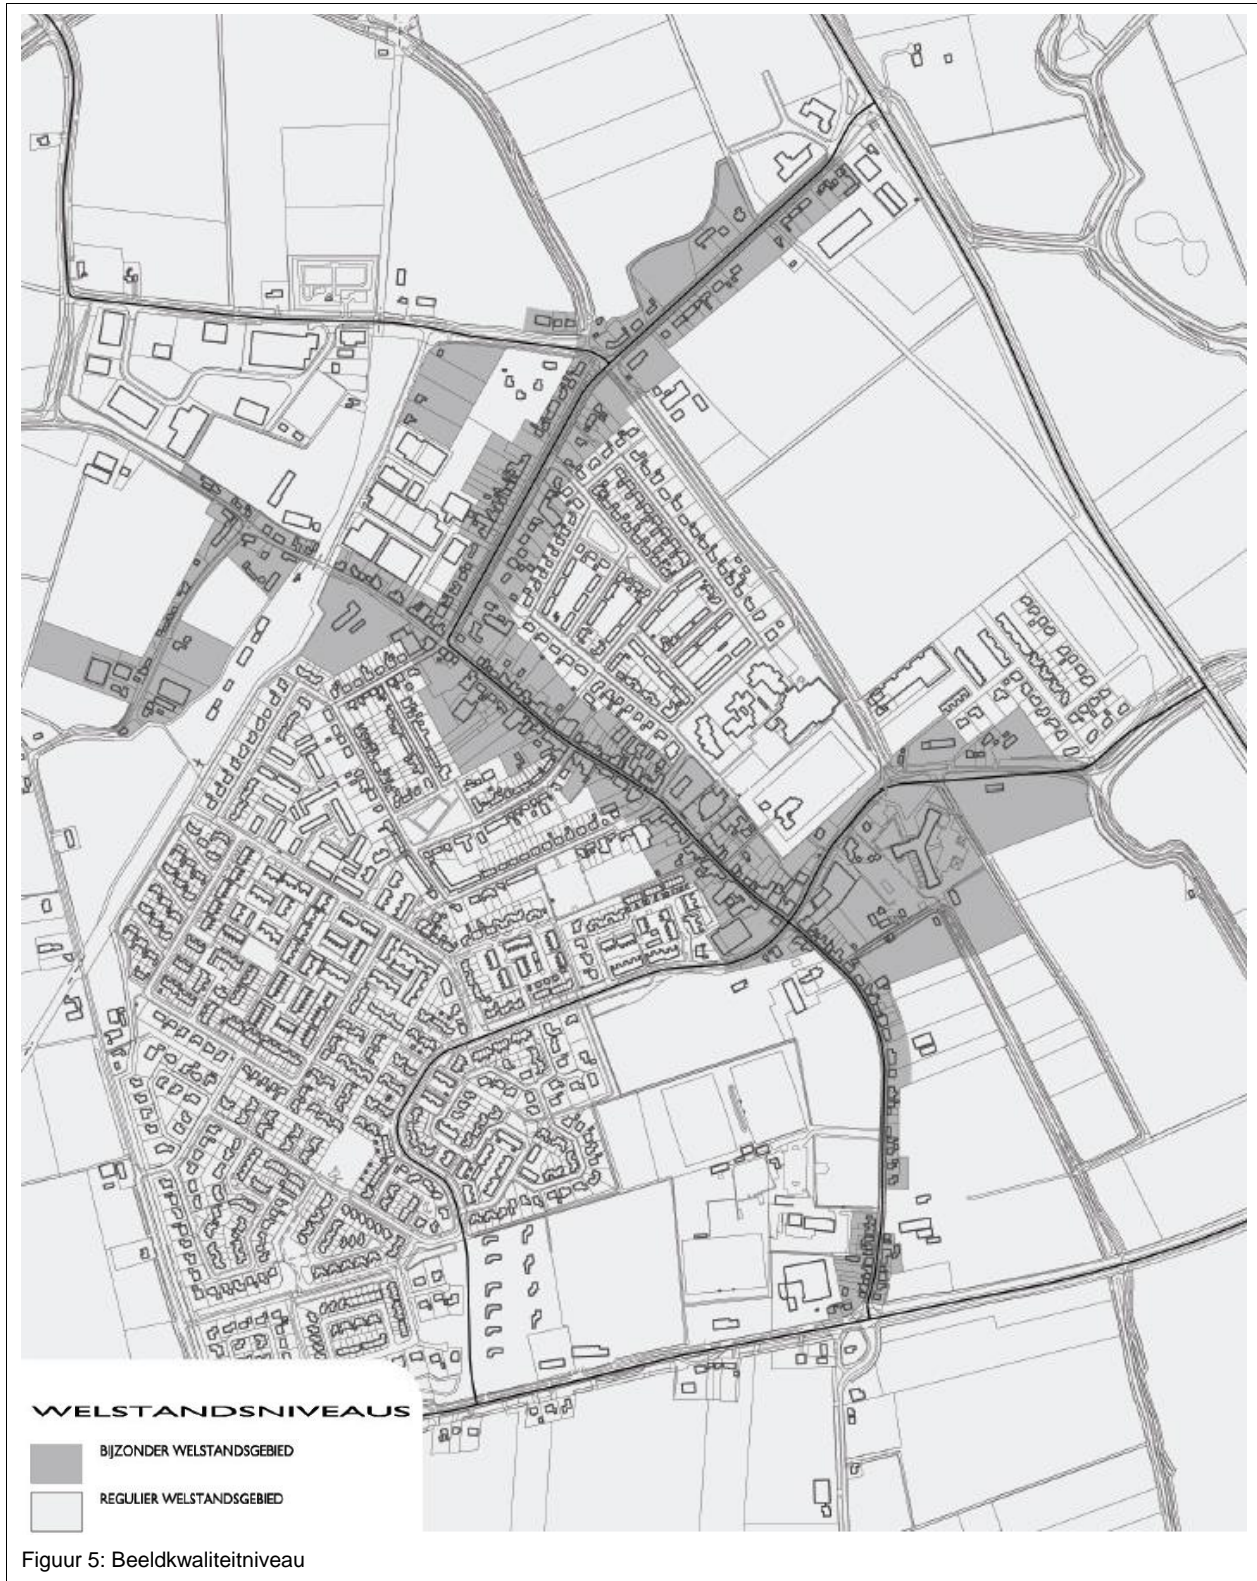 WELSTANDSNIVEAUS
BIJZONDER WELSTANDSGEBIED
REGULIER WELSTANDSGEBIED
Figuur 5: Beeldkwaliteitniveau